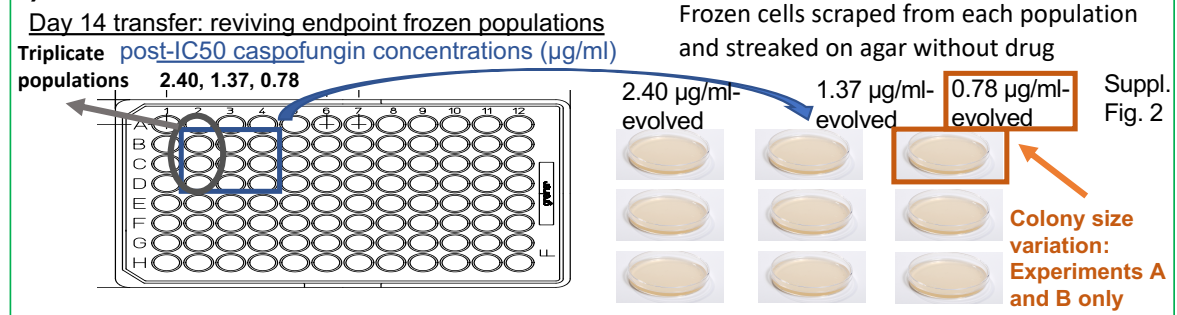 Day 14 transfer: reviving endpoint frozen populations
Triplicate post-IC50 caspofungin concentrations (µg/ml)
populations 2.40, 1.37, 0.78
1 2 3 4 5 6 7 8 9 10 11 12
A
B
C
D
E
F
G
H
F
Frozen cells scraped from each population
and streaked on agar without drug
2.40 µg/ml-
evolved
1.37 µg/ml-
evolved
0.78 µg/ml-
evolved
Suppl.
Fig. 2
Colony size
variation:
Experiments A
and B only